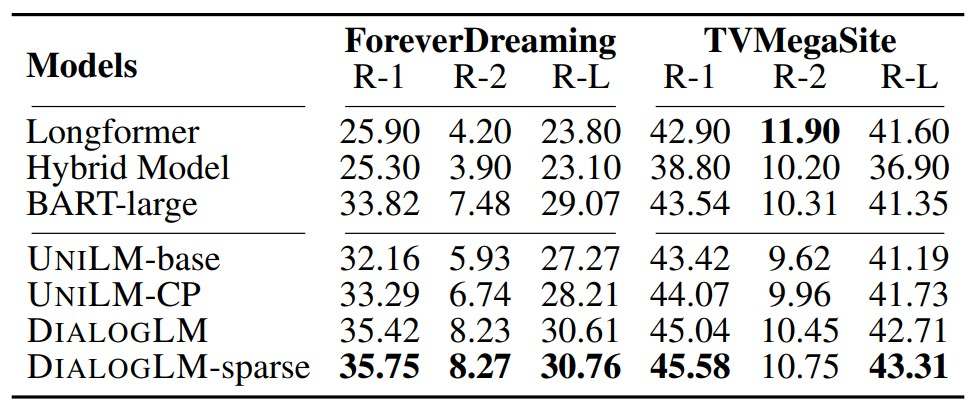 Models ForeverDreaming TVMegaSite
R-1 R-2 R-L R-1 R-2 R-L
Longformer 25.90 4.20 23.80 42.90 11.90 41.60
Hybrid Model 25.30 3.90 23.10 38.80 10.20 36.90
BART-large 33.82 7.48 29.07 43.54 10.31 41.35
UNILM-base 32.16 5.93 27.27 43.42 9.62 41.19
UNILM-CP 33.29 6.74 28.21 44.07 9.96 41.73
DIALOGLM 35.42 8.23 30.61 45.04 10.45 42.71
DIALOGLM-sparse 35.75 8.27 30.76 45.58 10.75 43.31